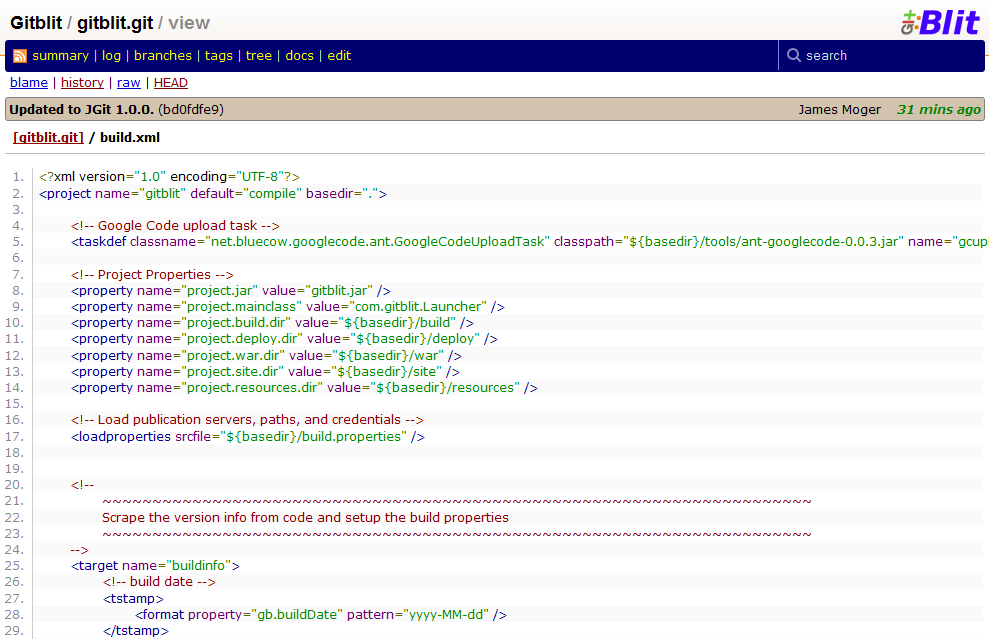 Gitblit / gitblit.git / view
Git:Blit
summary | log | branches | tags | tree | docs | edit
search
blame | history | raw | HEAD
Updated to JGit 1.0.0. (bd0fdfe9)
James Moger 31 mins ago
[gitblit.git] / build.xml
1. <?xml version="1.0" encoding="UTF-8"?>
2. <project name="gitblit" default="compile" basedir=".">
3.
4. <!-- Google Code upload task -->
5. <taskdef classname="net.bluecow.googlecode.ant.GoogleCodeUploadTask" classpath="${basedir}/tools/ant-googlecode-0.0.3.jar" name="gcupl
6.
7. <!-- Project Properties -->
8. <property name="project.jar" value="gitblit.jar" />
9. <property name="project.mainclass" value="com.gitblit.Launcher" />
10. <property name="project.build.dir" value="${basedir}/build" />
11. <property name="project.deploy.dir" value="${basedir}/deploy" />
12. <property name="project.war.dir" value="${basedir}/war" />
13. <property name="project.site.dir" value="${basedir}/site" />
14. <property name="project.resources.dir" value="${basedir}/resources" />
15.
16. <!-- Load publication servers, paths, and credentials -->
17. <loadproperties srcfile="${basedir}/build.properties" />
18.
19.
20. <!--
21. ~~~~~~~~~~~~~~~~~~~~~~~~~~~~~~~~~~~~~~~~~~~~~~~~~~~~~~~~~~~~~~~~~~~~~~~
22. Scrape the version info from code and setup the build properties
23. ~~~~~~~~~~~~~~~~~~~~~~~~~~~~~~~~~~~~~~~~~~~~~~~~~~~~~~~~~~~~~~~~~~~~~~~
24. -->
25. <target name="buildinfo">
26. <!-- build date -->
27. <tstamp>
28. <format property="gb.buildDate" pattern="yyyy-MM-dd" />
29. </tstamp>